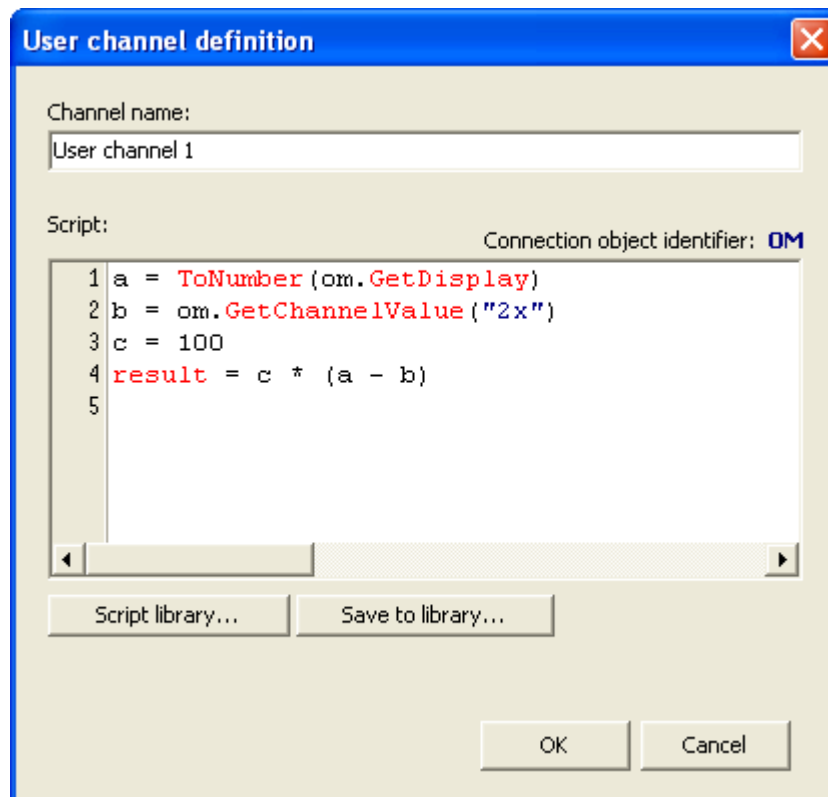 User channel definition
Channel name:
User channel 1
Script:
Connection object identifier: OM
1 a = ToNumber(om.GetDisplay)
2 b = om.GetChannelValue("2x")
3 c = 100
4 result = c * (a - b)
5
Script library...
Save to library...
OK
Cancel